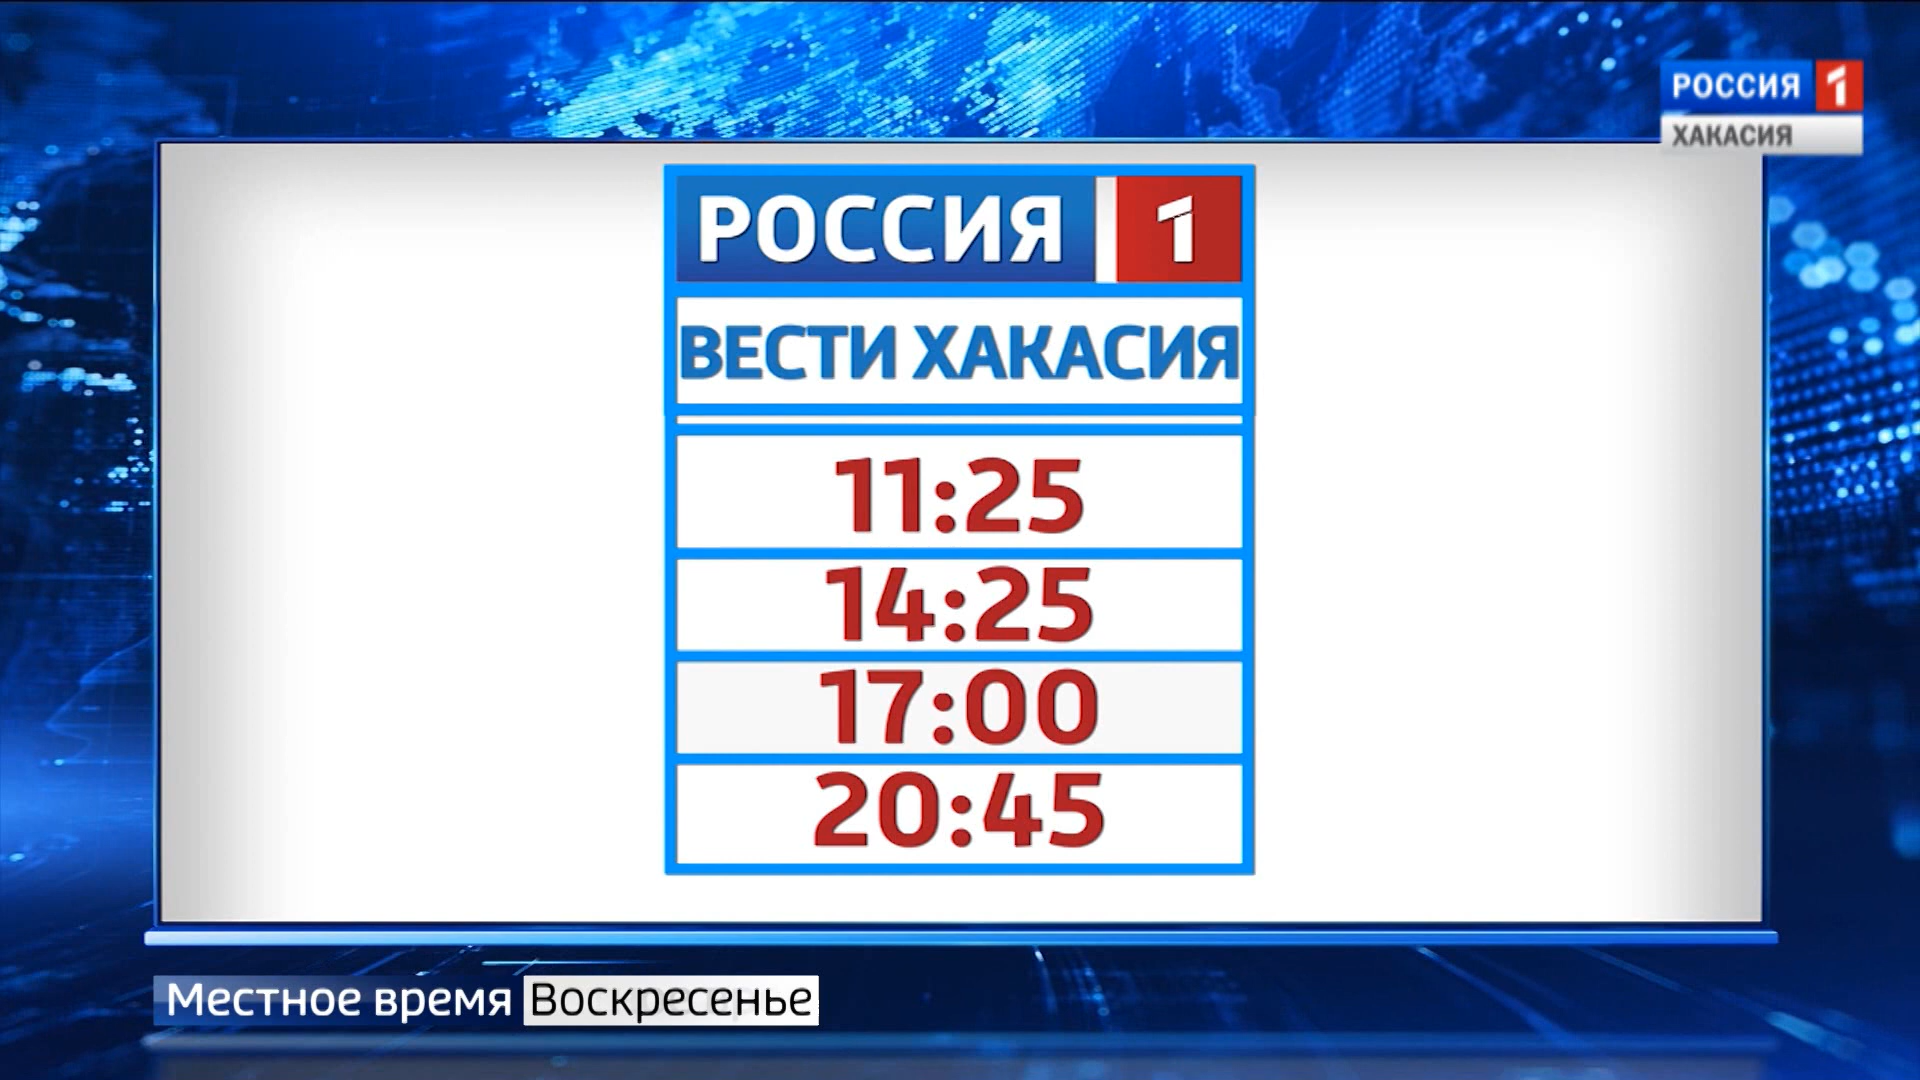 РОССИЯ 1
ХАКАСИЯ
РОССИЯ 1
ВЕСТИ ХАКАСИЯ
11:25
14:25
17:00
20:45
Местное время Воскресенье